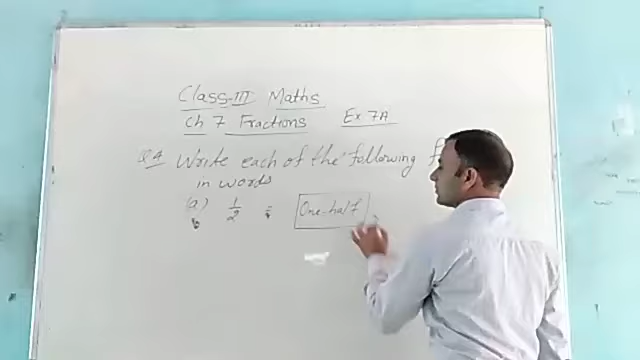 Class-III Maths
Ch 7 Fractions Ex 7A
Q4 Write each of the following f
in words
(a) 1/2 = One-half